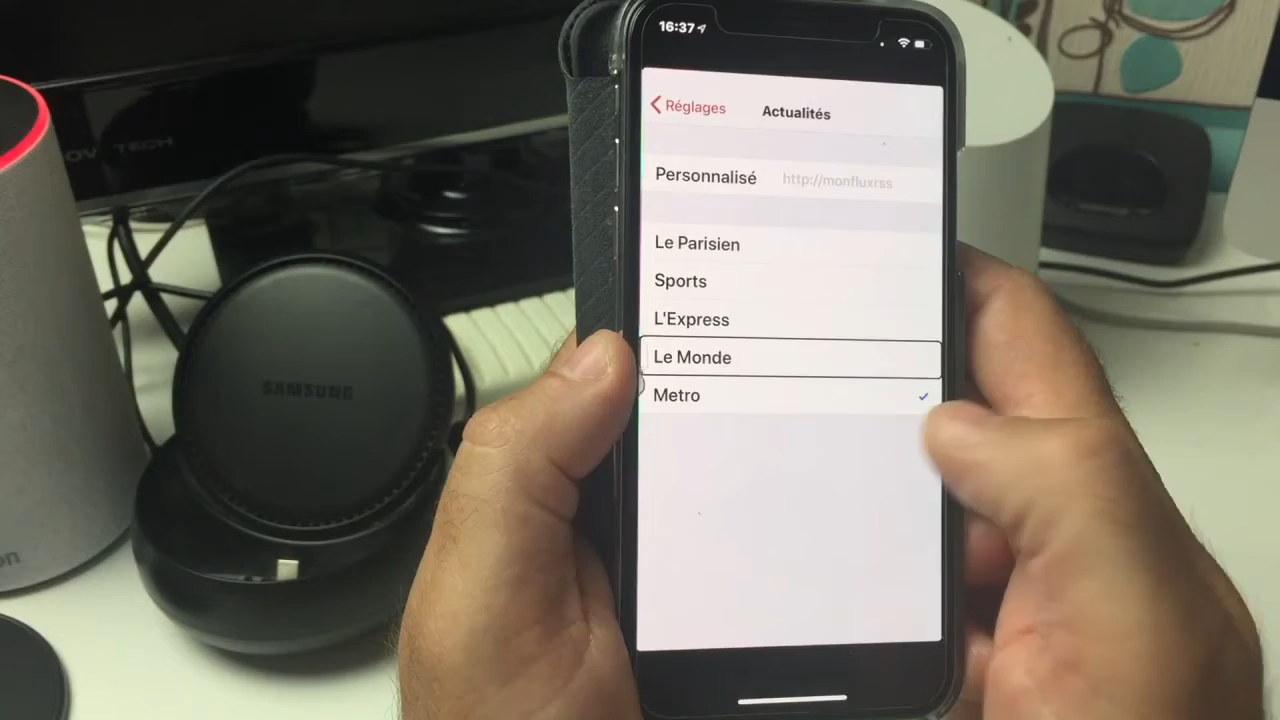 16:37
Réglages
Actualités
Personnalisé http://monfluxrss
Le Parisien
Sports
L'Express
Le Monde
Metro
SAMSUNG